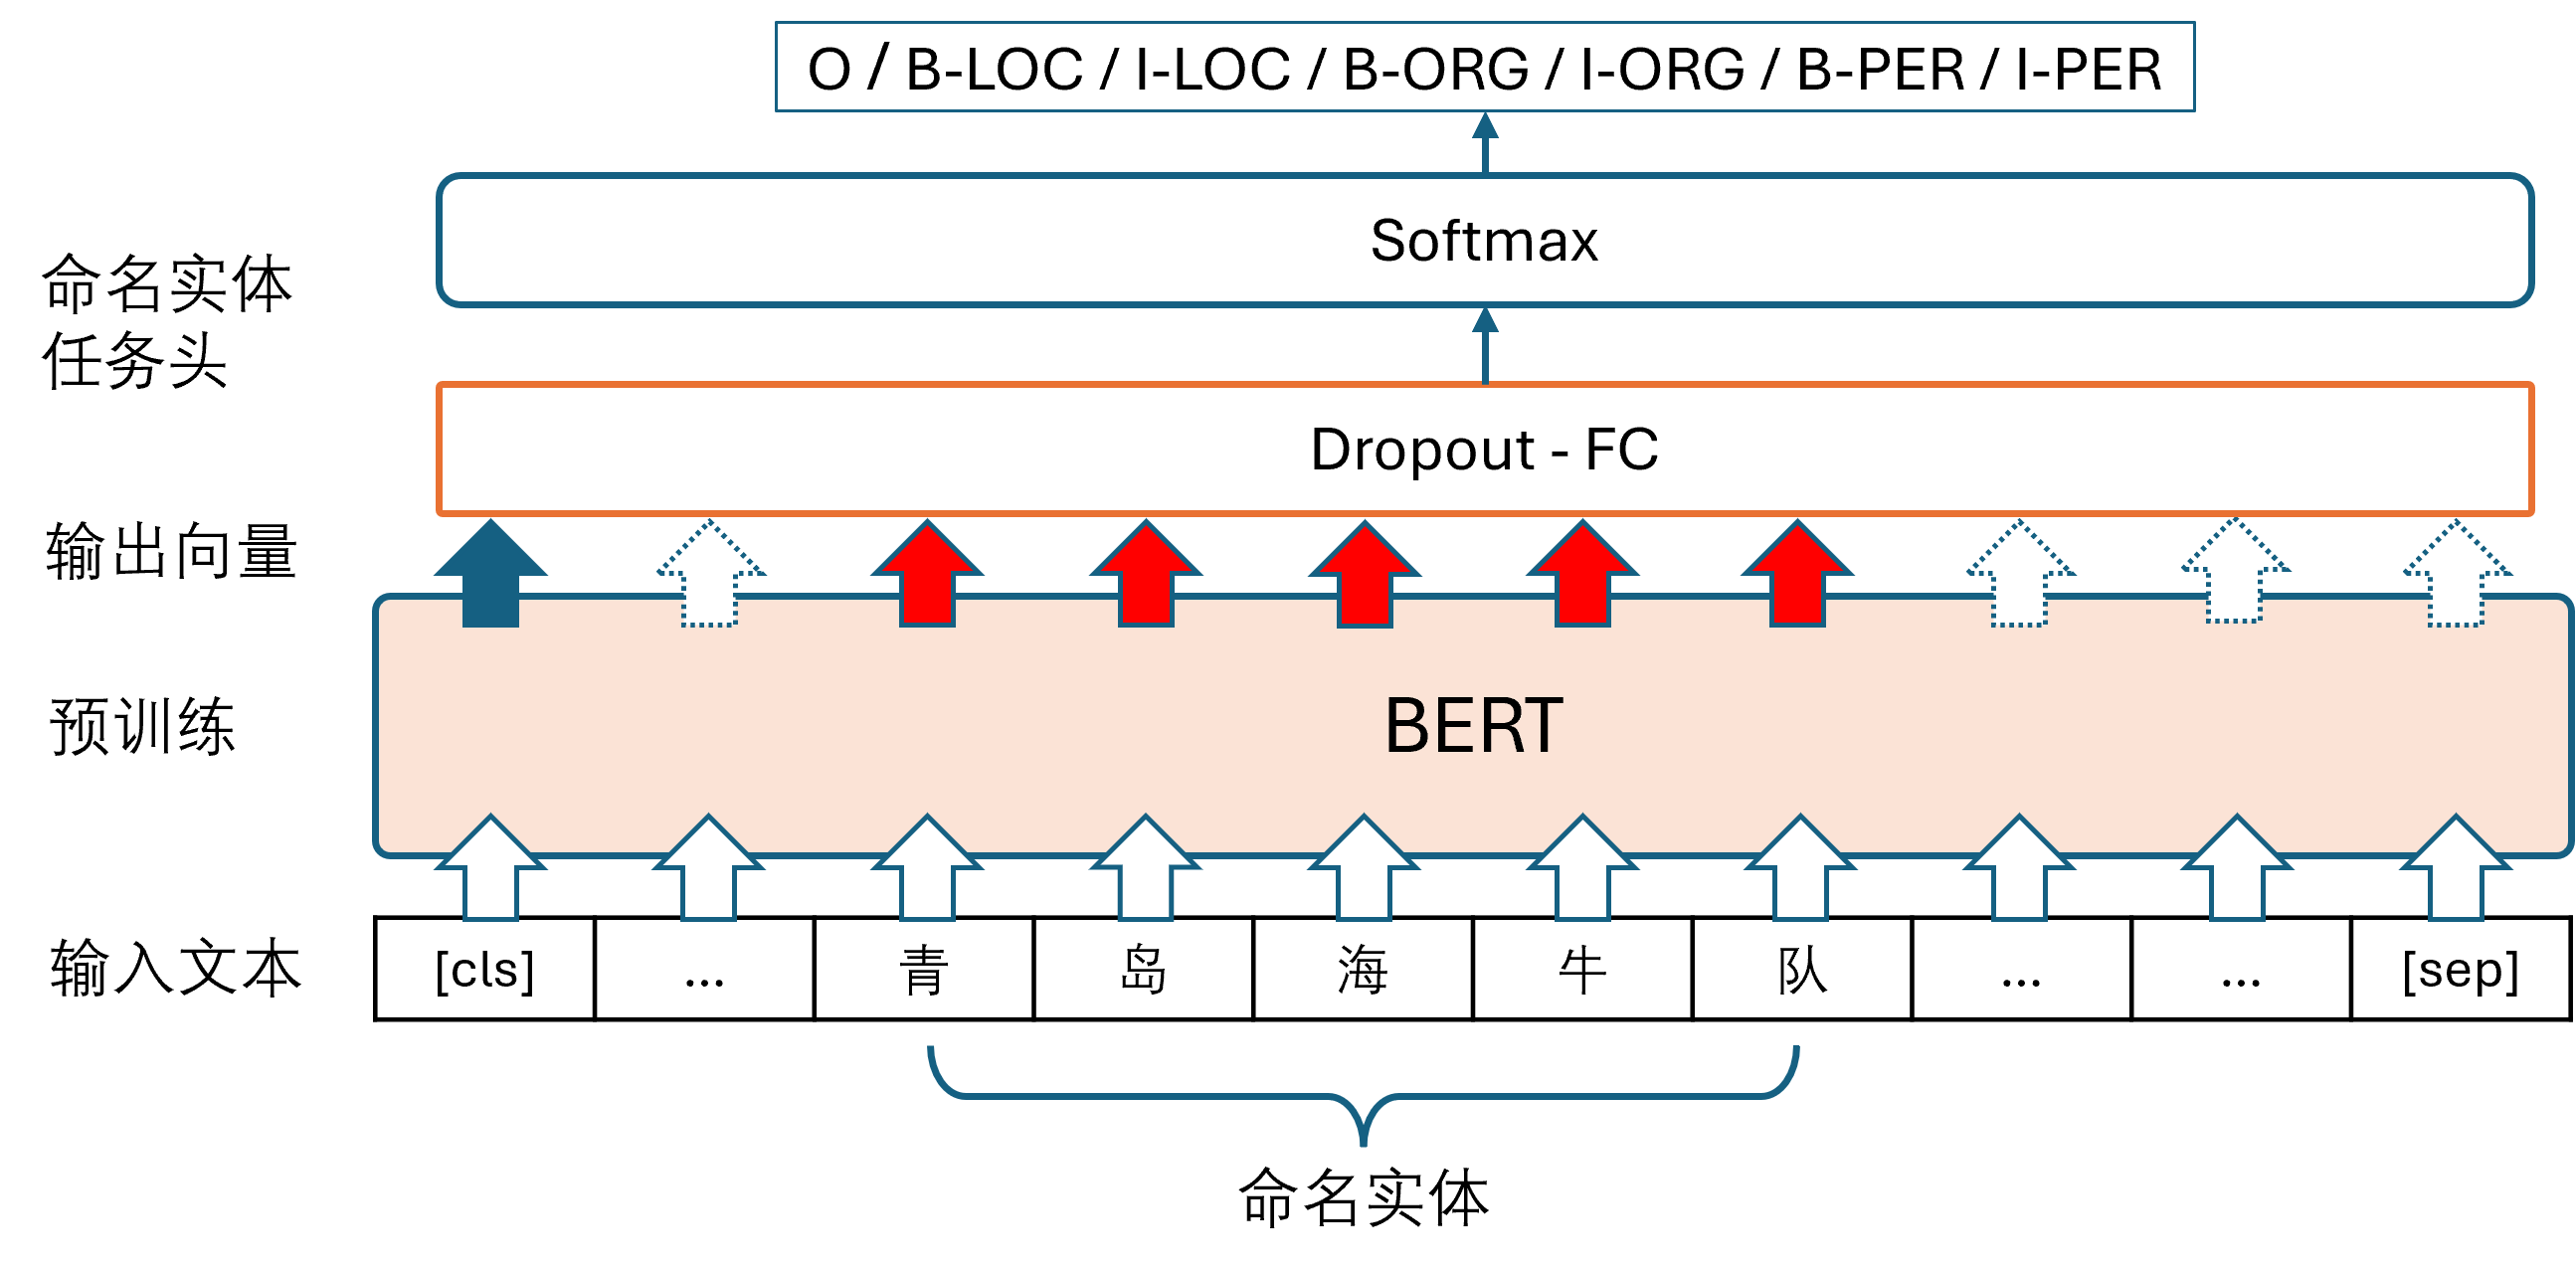 O / B-LOC / I-LOC / B-ORG / I-ORG / B-PER / I-PER
Softmax
命名实体
任务头
Dropout - FC
输出向量
预训练
BERT
输入文本
[cls] ... 青 岛 海 牛 队 ... ... [sep]
命名实体